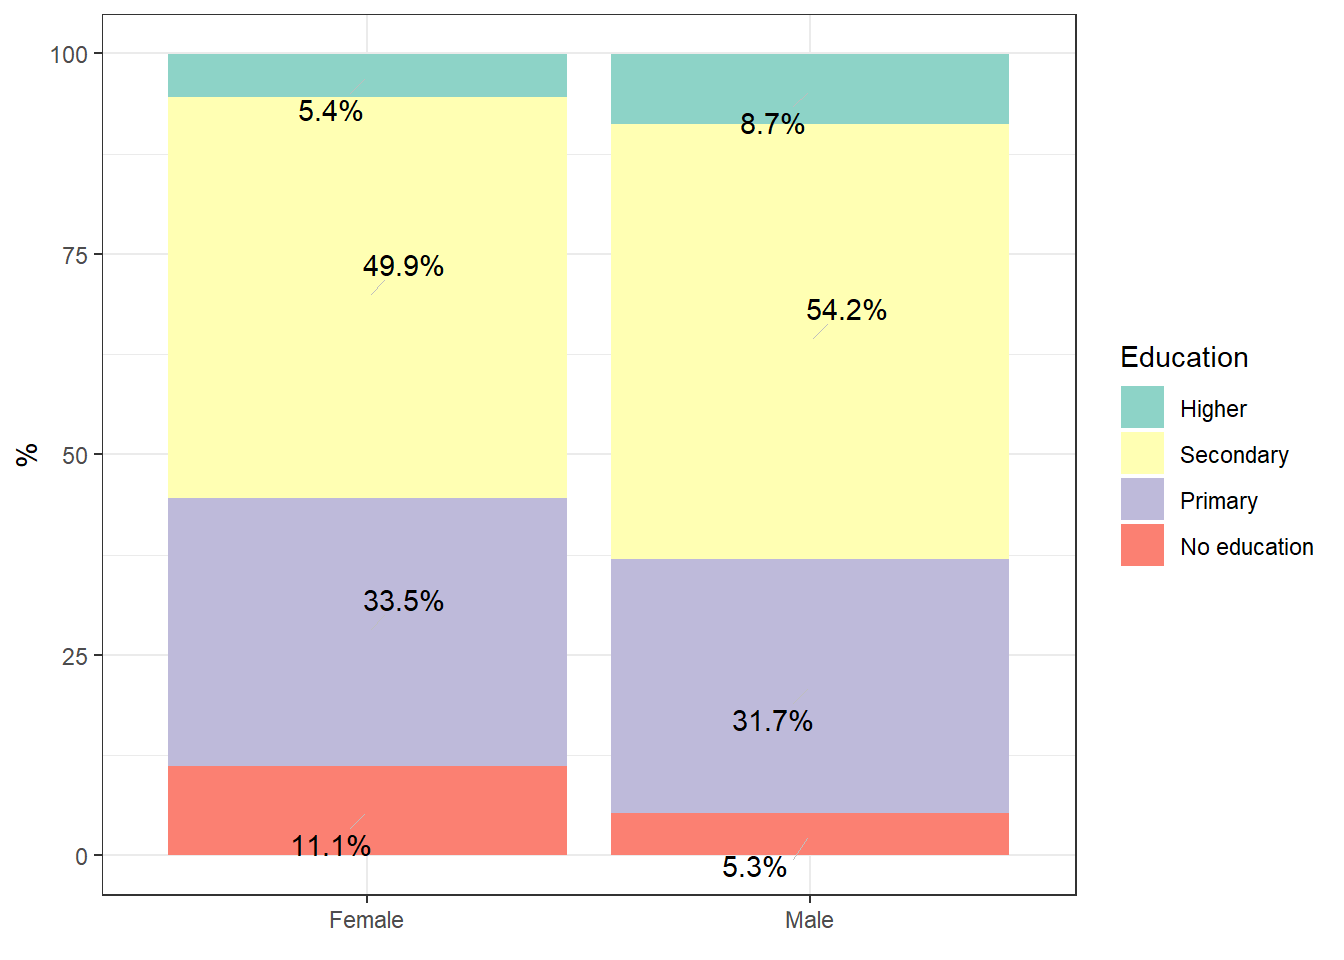 100
75
50
25
0
%
5.4%
8.7%
49.9%
54.2%
33.5%
31.7%
11.1%
5.3%
Female
Male
Education
Higher
Secondary
Primary
No education